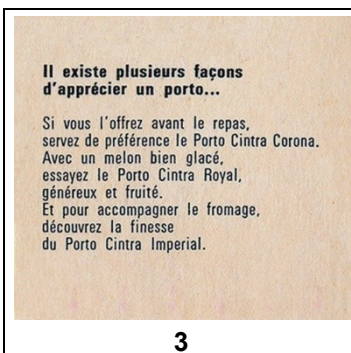 Il existe plusieurs façons
d'apprécier un porto...
Si vous l'offrez avant le repas,
servez de préférence le Porto Cintra Corona.
Avec un melon bien glacé,
essayez le Porto Cintra Royal,
généreux et fruité.
Et pour accompagner le fromage,
découvrez la finesse
du Porto Cintra Imperial.
3